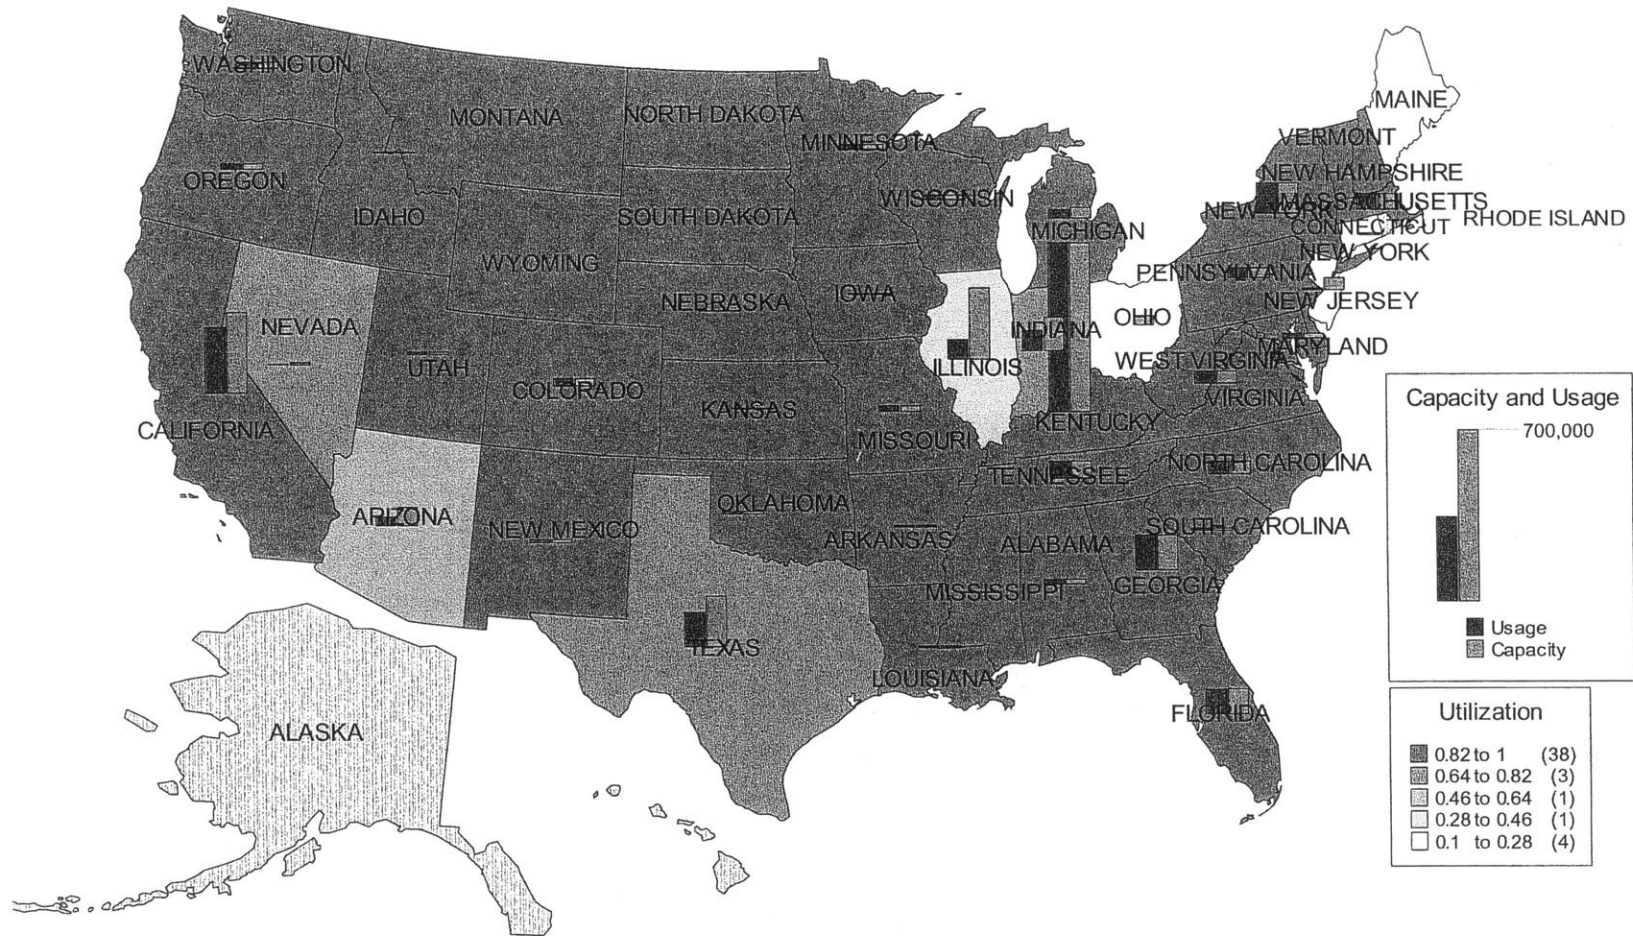 WASHINGTON
MONTANA
NORTH DAKOTA
MINNESOTA
MAINE
VERMONT
OREGON
IDAHO
WISCONSIN
NEW HAMPSHIRE
MASSACHUSETTS
NEW YORK
SOUTH DAKOTA
MICHIGAN
CONNECTICUT
RHODE ISLAND
WYOMING
NEW YORK
PENNSYLVANIA
NEBRASKA
IOWA
NEW JERSEY
NEVADA
INDIANA
OHIO
UTAH
ILLINOIS
MARYLAND
WEST VIRGINIA
COLORADO
KANSAS
VIRGINIA
CALIFORNIA
MISSOURI
KENTUCKY
TENNESSEE
NORTH CAROLINA
ARIZONA
NEW MEXICO
OKLAHOMA
ARKANSAS
ALABAMA
SOUTH CAROLINA
MISSISSIPPI
GEORGIA
TEXAS
LOUISIANA
FLORIDA
ALASKA
Capacity and Usage
700,000
Usage
Capacity
Utilization
0.82 to 1 (38)
0.64 to 0.82 (3)
0.46 to 0.64 (1)
0.28 to 0.46 (1)
0.1 to 0.28 (4)